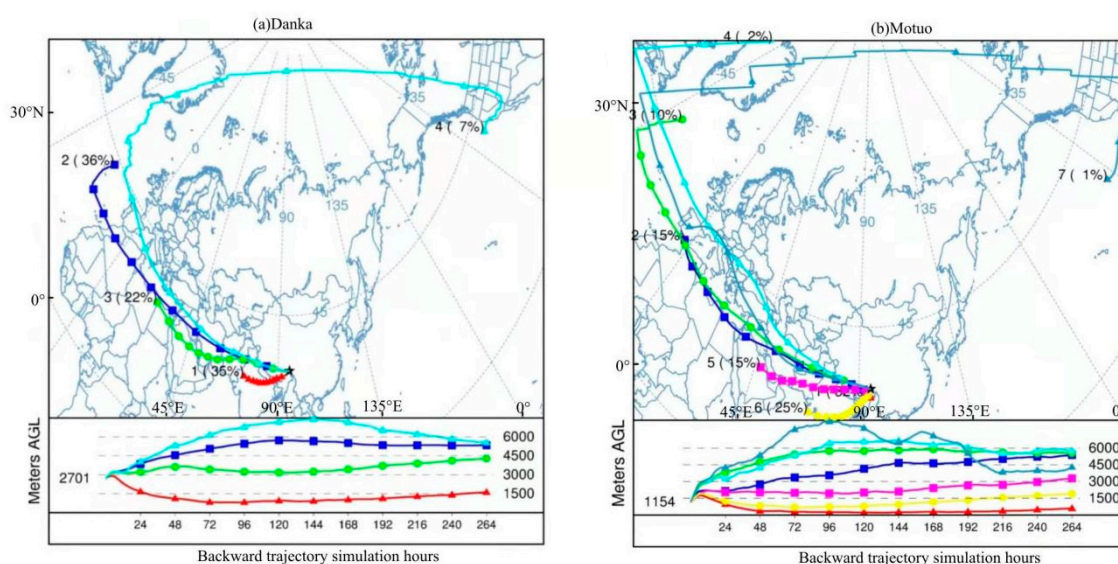 (a)Danka
(b)Motuo
-45
-135
30°N
4 ( 7%)
0
2 ( 36%)
135
90
45
3 ( 22%)
0°
1 ( 35%)
45°E
90°E
135°E
0°
Meters AGL
6000
4500
3000
2701
1500
24 48 72 96 120 144 168 192 216 240 264
Backward trajectory simulation hours
4 ( 2%)
-45
-135
30°N
3 ( 10%)
0
7 ( 1%)
135
90
2 ( 15%)
45
0°
5 ( 15%)
6 ( 25%)
45°E
90°E
135°E
0°
Meters AGL
6000
4500
3000
1500
1154
24 48 72 96 120 144 168 192 216 240 264
Backward trajectory simulation hours